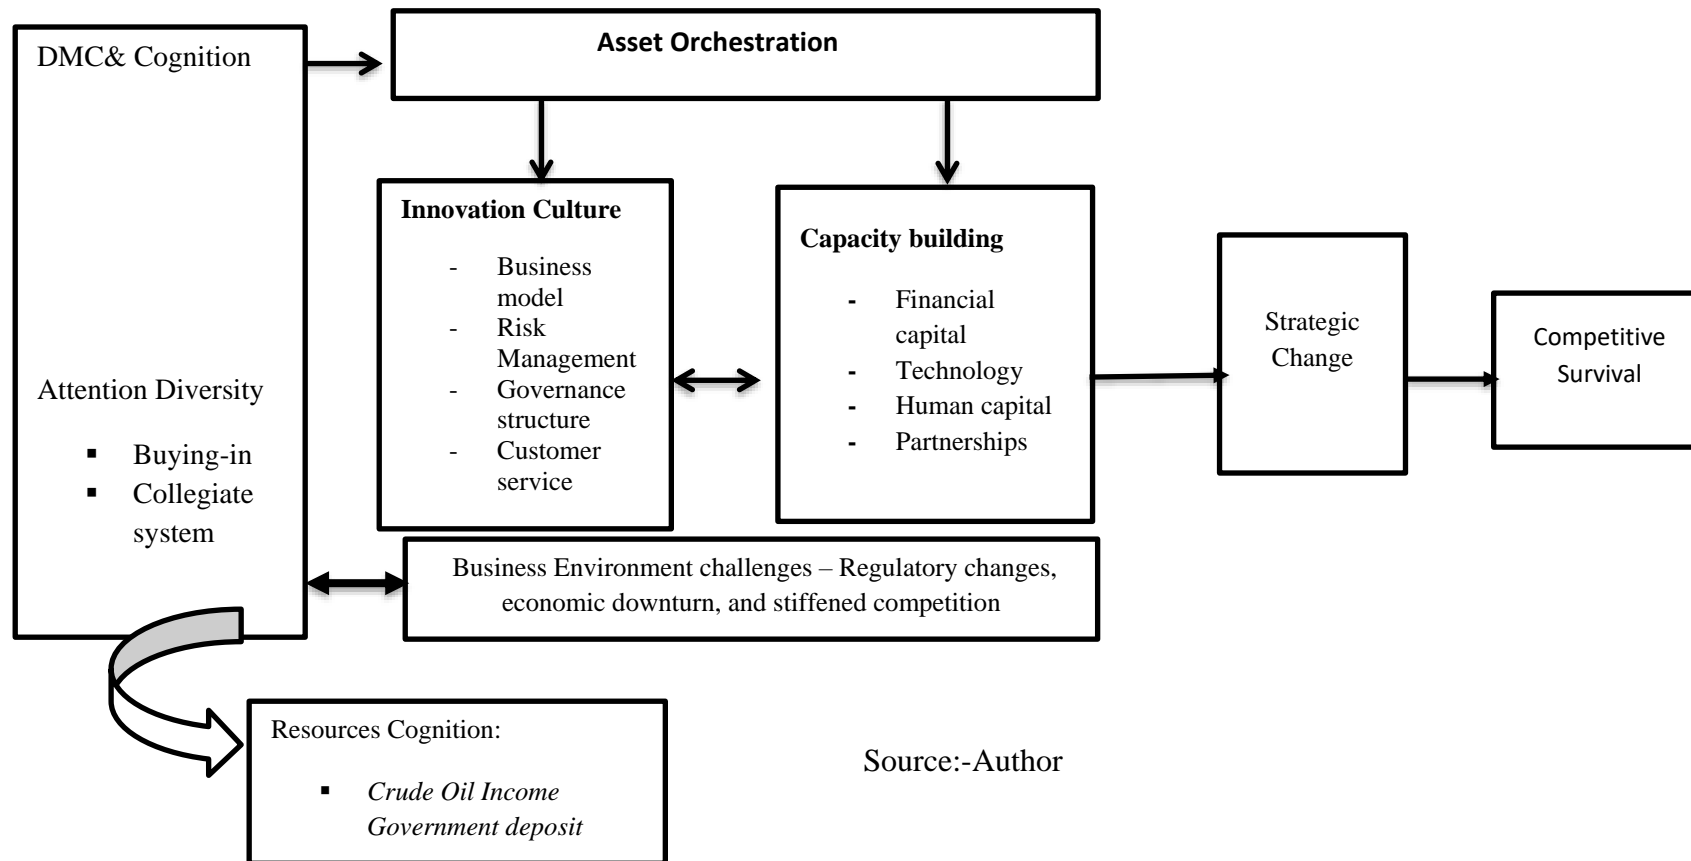 DMC& Cognition
Attention Diversity
▪ Buying-in
▪ Collegiate
system
Asset Orchestration
Innovation Culture
- Business
model
- Risk
Management
- Governance
structure
- Customer
service
Capacity building
- Financial
capital
- Technology
- Human capital
- Partnerships
Strategic
Change
Competitive
Survival
Business Environment challenges – Regulatory changes,
economic downturn, and stiffened competition
Resources Cognition:
▪ Crude Oil Income
Government deposit
Source:-Author